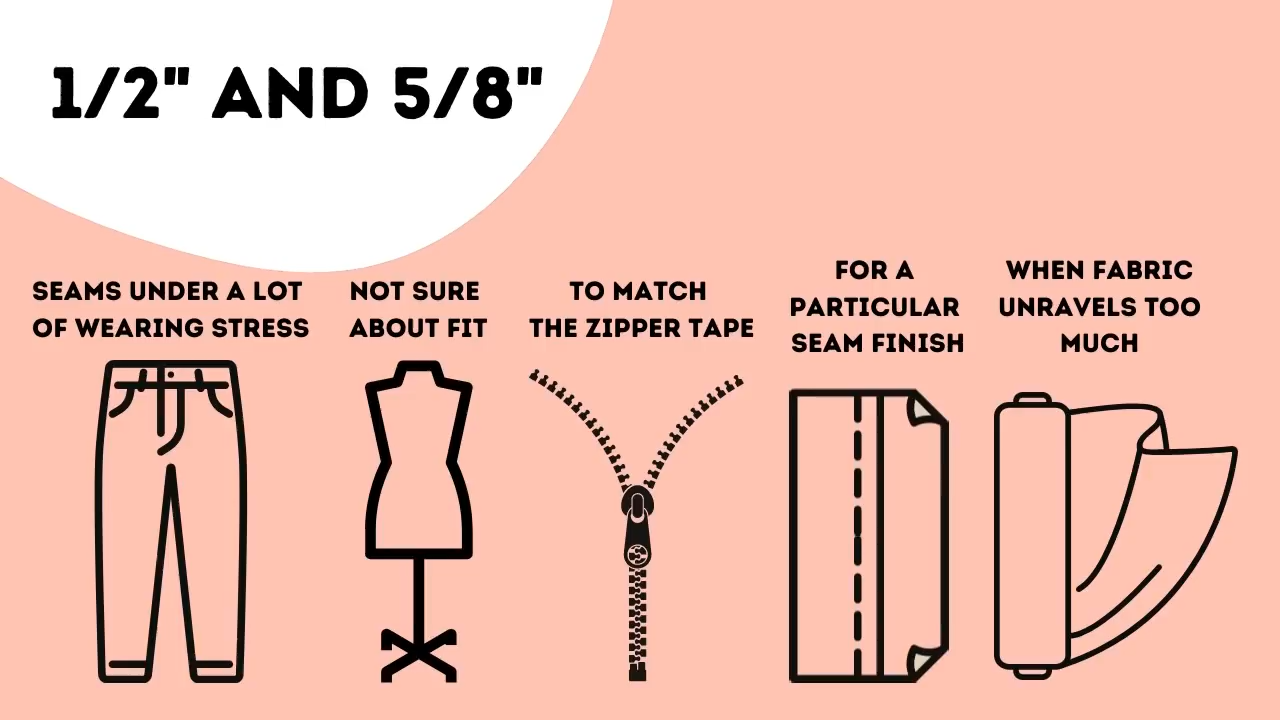 1/2" AND 5/8"
SEAMS UNDER A LOT
OF WEARING STRESS
NOT SURE
ABOUT FIT
TO MATCH
THE ZIPPER TAPE
FOR A
PARTICULAR
SEAM FINISH
WHEN FABRIC
UNRAVELS TOO
MUCH